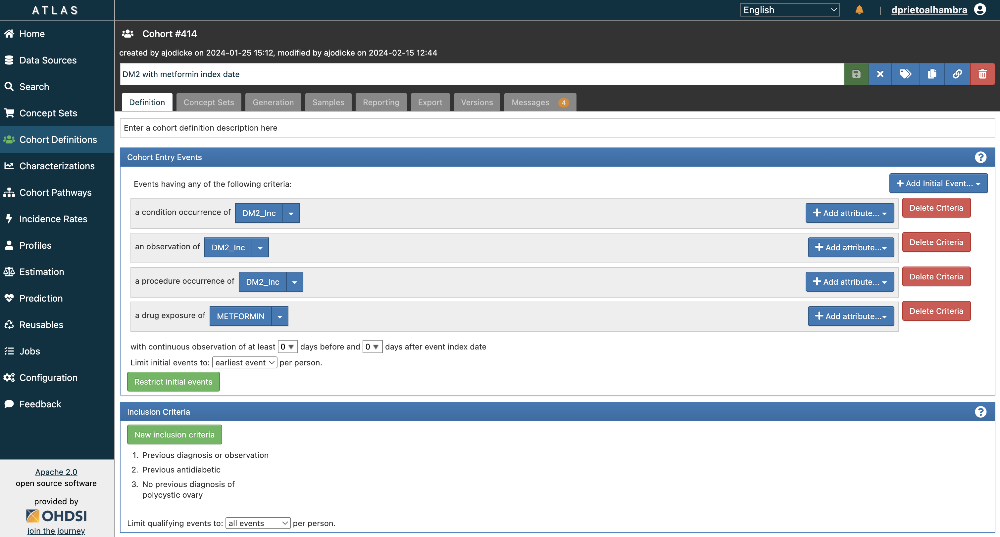 ATLAS
English
|
dprietoalhambra
Home
Data Sources
Search
Concept Sets
Cohort Definitions
Characterizations
Cohort Pathways
Incidence Rates
Profiles
Estimation
Prediction
Reusables
Jobs
Configuration
Feedback
Apache 2.0
open source software
provided by
OHDSI
join the journey
Cohort #414
created by ajodicke on 2024-01-25 15:12, modified by ajodicke on 2024-02-15 12:44
DM2 with metformin index date
Definition Concept Sets Generation Samples Reporting Export Versions Messages 4
Enter a cohort definition description here
Cohort Entry Events ?
Events having any of the following criteria: + Add Initial Event...
a condition occurrence of DM2_Inc + Add attribute... Delete Criteria
an observation of DM2_Inc + Add attribute... Delete Criteria
a procedure occurrence of DM2_Inc + Add attribute... Delete Criteria
a drug exposure of METFORMIN + Add attribute... Delete Criteria
with continuous observation of at least 0 days before and 0 days after event index date
Limit initial events to: earliest event per person.
Restrict initial events
Inclusion Criteria ?
New inclusion criteria
1. Previous diagnosis or observation
2. Previous antidiabetic
3. No previous diagnosis of
polycystic ovary
Limit qualifying events to: all events per person.